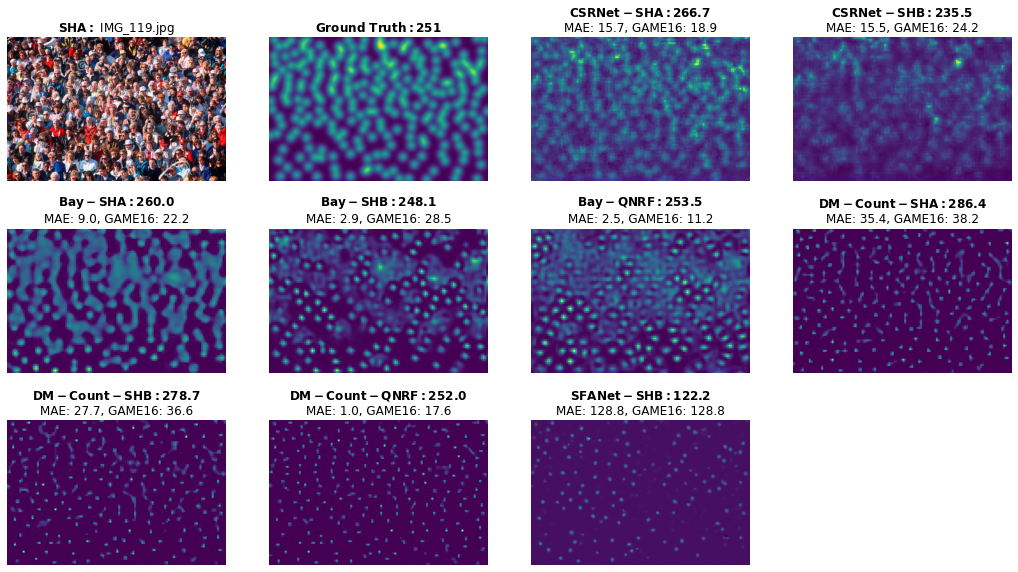 SHA: IMG_119.jpg
Ground Truth: 251
CSRNet − SHA: 266.7
MAE: 15.7, GAME16: 18.9
CSRNet − SHB: 235.5
MAE: 15.5, GAME16: 24.2
Bay − SHA: 260.0
MAE: 9.0, GAME16: 22.2
Bay − SHB: 248.1
MAE: 2.9, GAME16: 28.5
Bay − QNRF: 253.5
MAE: 2.5, GAME16: 11.2
DM − Count − SHA: 286.4
MAE: 35.4, GAME16: 38.2
DM − Count − SHB: 278.7
MAE: 27.7, GAME16: 36.6
DM − Count − QNRF: 252.0
MAE: 1.0, GAME16: 17.6
SFANet − SHB: 122.2
MAE: 128.8, GAME16: 128.8